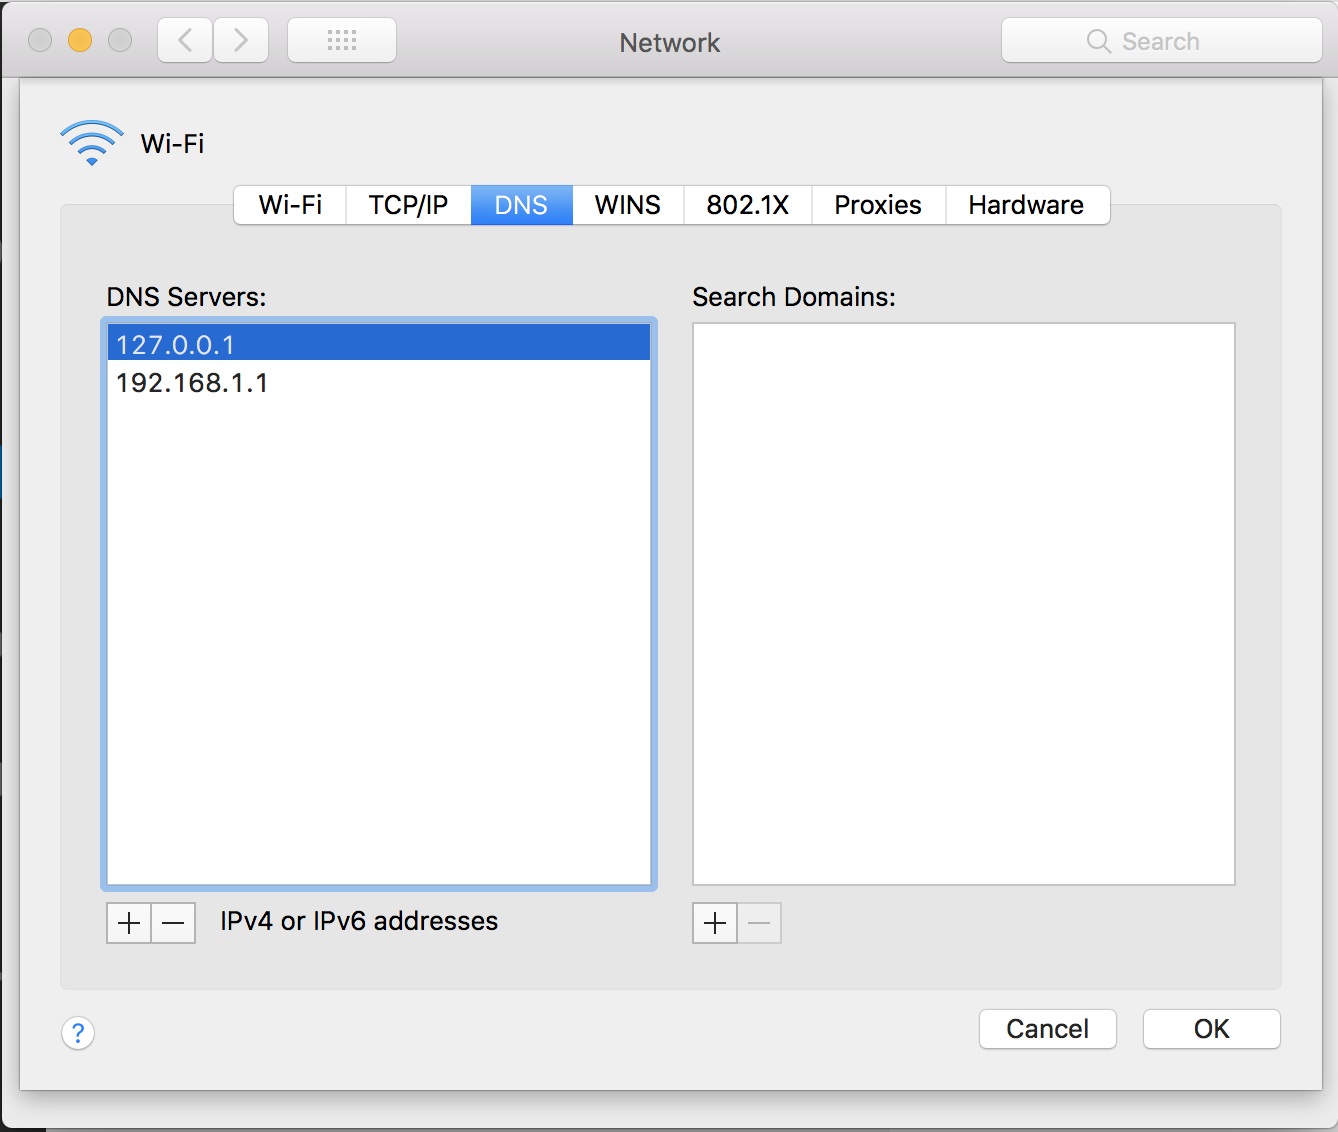 Network
Search
Wi-Fi
Wi-Fi TCP/IP DNS WINS 802.1X Proxies Hardware
DNS Servers:
127.0.0.1
192.168.1.1
IPv4 or IPv6 addresses
Search Domains:
?
Cancel
OK